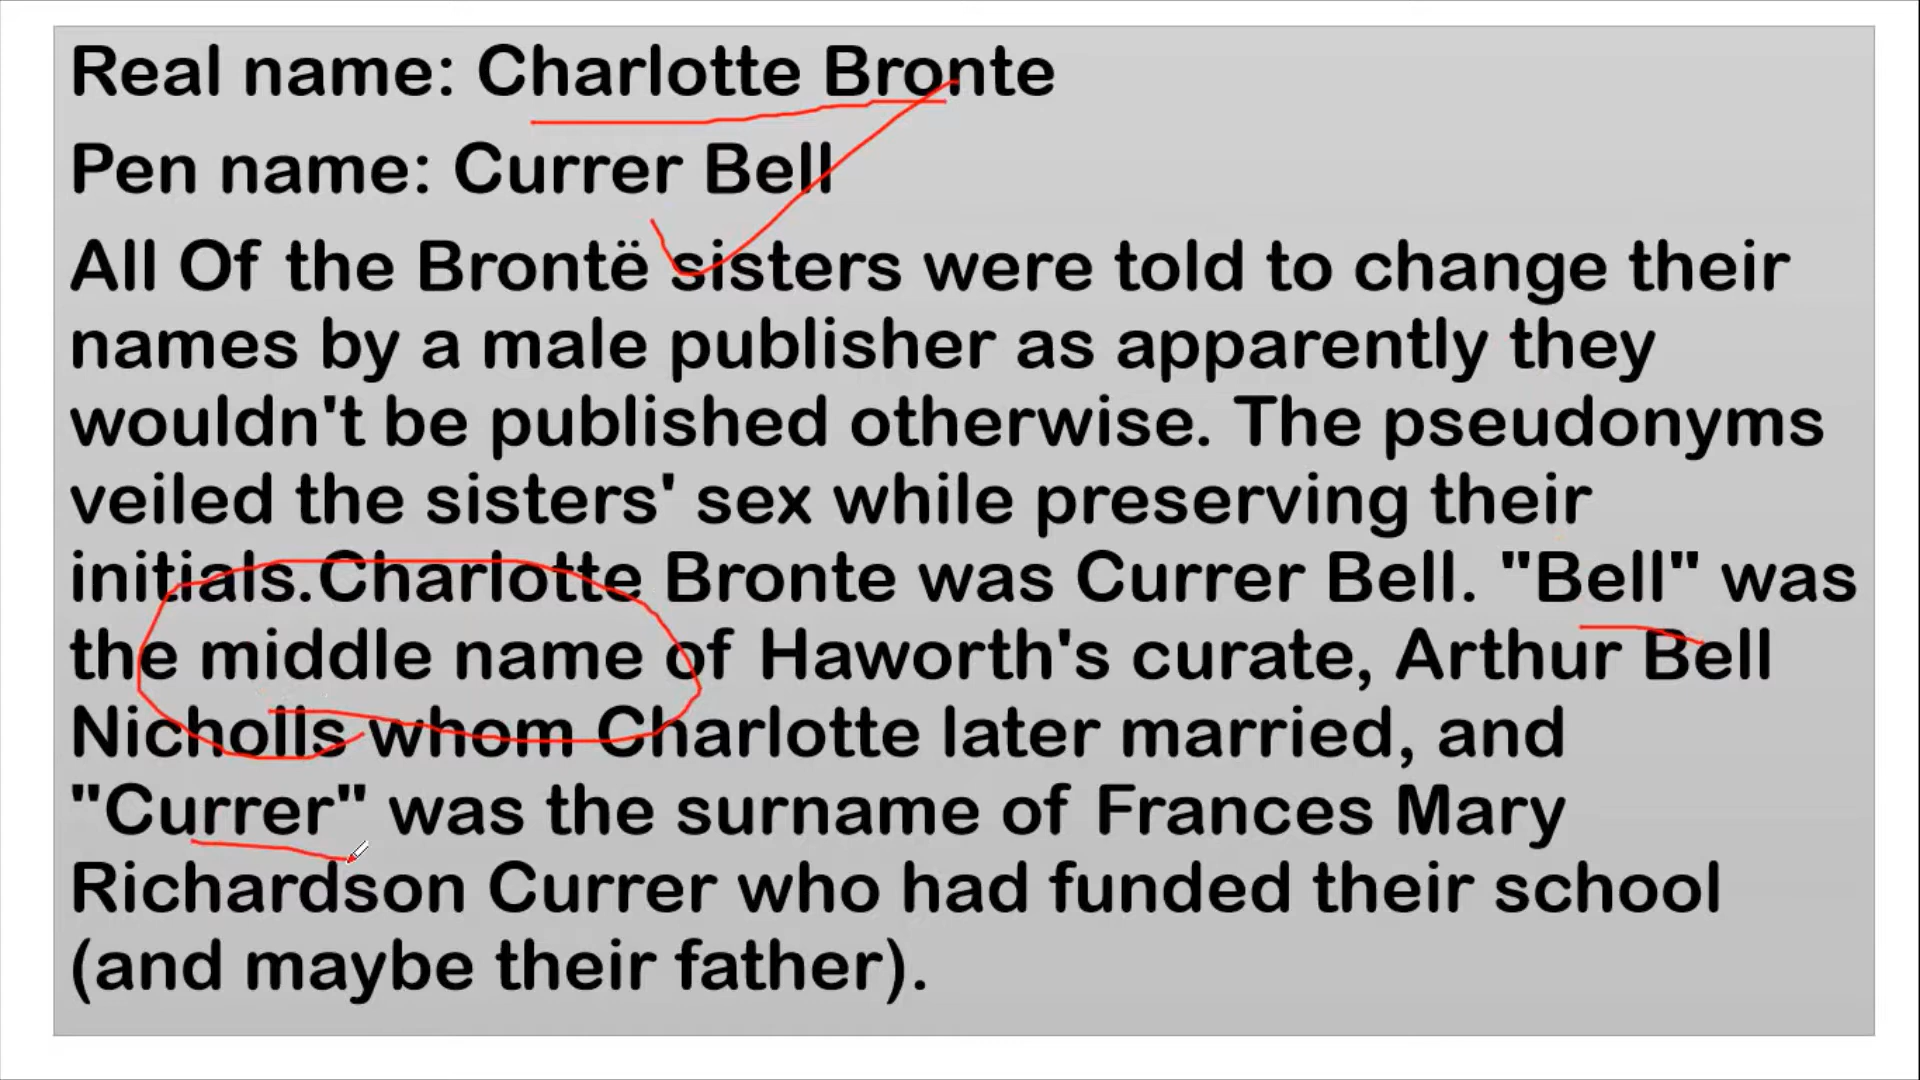 Real name: Charlotte Bronte
Pen name: Currer Bell
All Of the Brontë sisters were told to change their
names by a male publisher as apparently they
wouldn't be published otherwise. The pseudonyms
veiled the sisters' sex while preserving their
initials.Charlotte Bronte was Currer Bell. "Bell" was
the middle name of Haworth's curate, Arthur Bell
Nicholls whom Charlotte later married, and
"Currer" was the surname of Frances Mary
Richardson Currer who had funded their school
(and maybe their father).